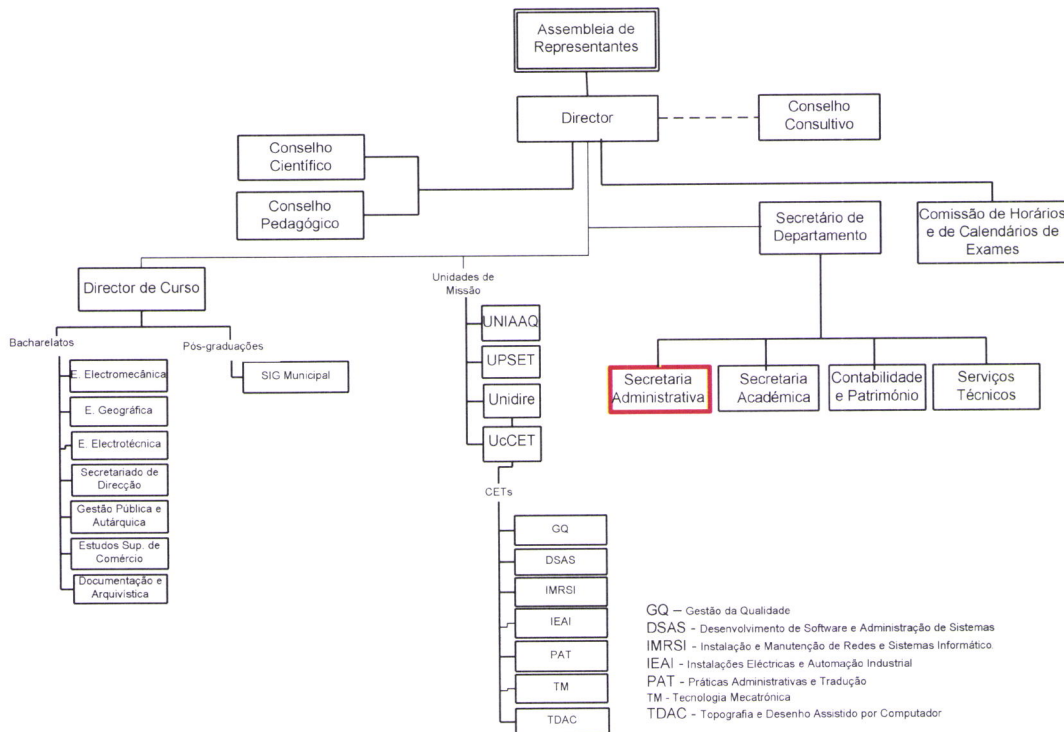 Assembleia de
Representantes
Director
Conselho
Consultivo
Conselho
Científico
Conselho
Pedagógico
Secretário de
Departamento
Comissão de Horários
e de Calendários de
Exames
Director de Curso
Unidades de
Missão
Bacharelatos
Pós-graduações
E. Electromecânica
E. Geográfica
E. Electrotécnica
Secretariado de
Direcção
Gestão Pública e
Autárquica
Estudos Sup. de
Comércio
Documentação e
Arquivística
SIG Municipal
UNIAAQ
UPSET
Unidire
UcCET
CETs
GQ
DSAS
IMRSI
IEAI
PAT
TM
TDAC
Secretaria
Administrativa
Secretaria
Académica
Contabilidade
e Património
Serviços
Técnicos
GQ – Gestão da Qualidade
DSAS - Desenvolvimento de Software e Administração de Sistemas
IMRSI - Instalação e Manutenção de Redes e Sistemas Informático
IEAI - Instalações Eléctricas e Automação Industrial
PAT - Práticas Administrativas e Tradução
TM - Tecnologia Mecatrónica
TDAC - Topografia e Desenho Assistido por Computador